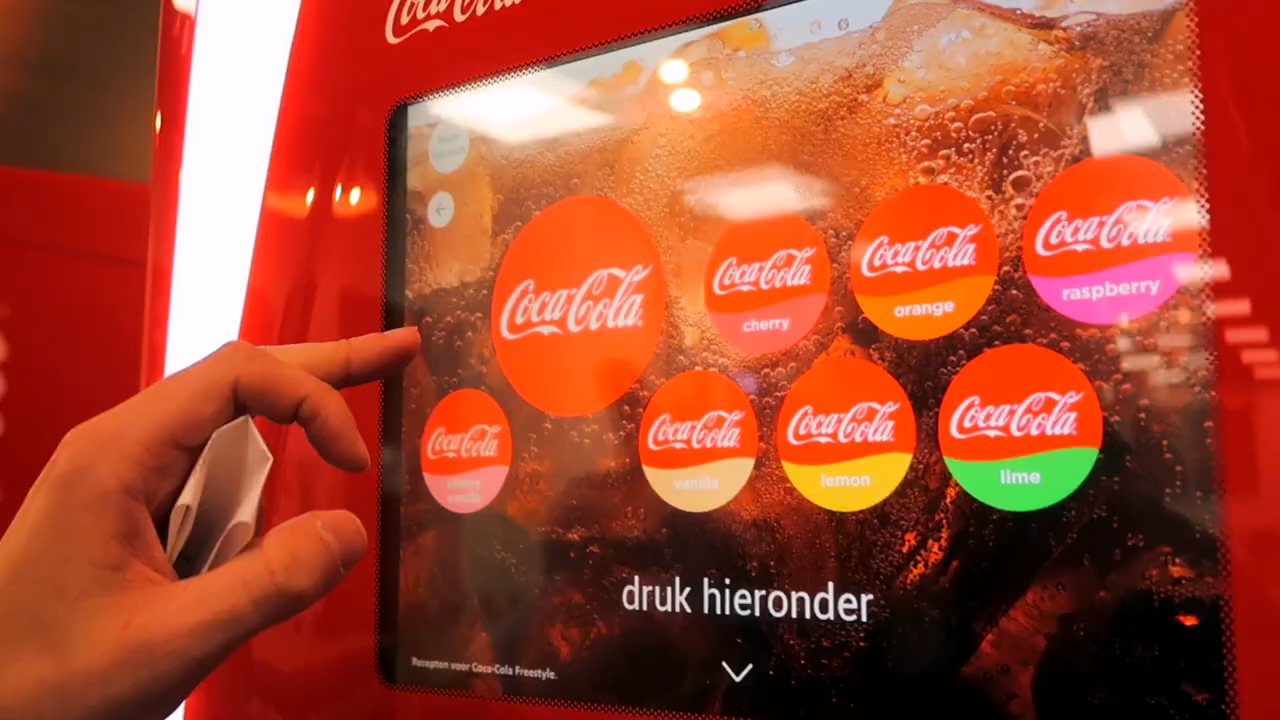 Coca-Cola
Coca-Cola
Coca-Cola
cherry
Coca-Cola
orange
Coca-Cola
raspberry
Coca-Cola
cherry
vanilla
Coca-Cola
vanilla
Coca-Cola
lemon
Coca-Cola
lime
druk hieronder
Recepten voor Coca-Cola Freestyle.